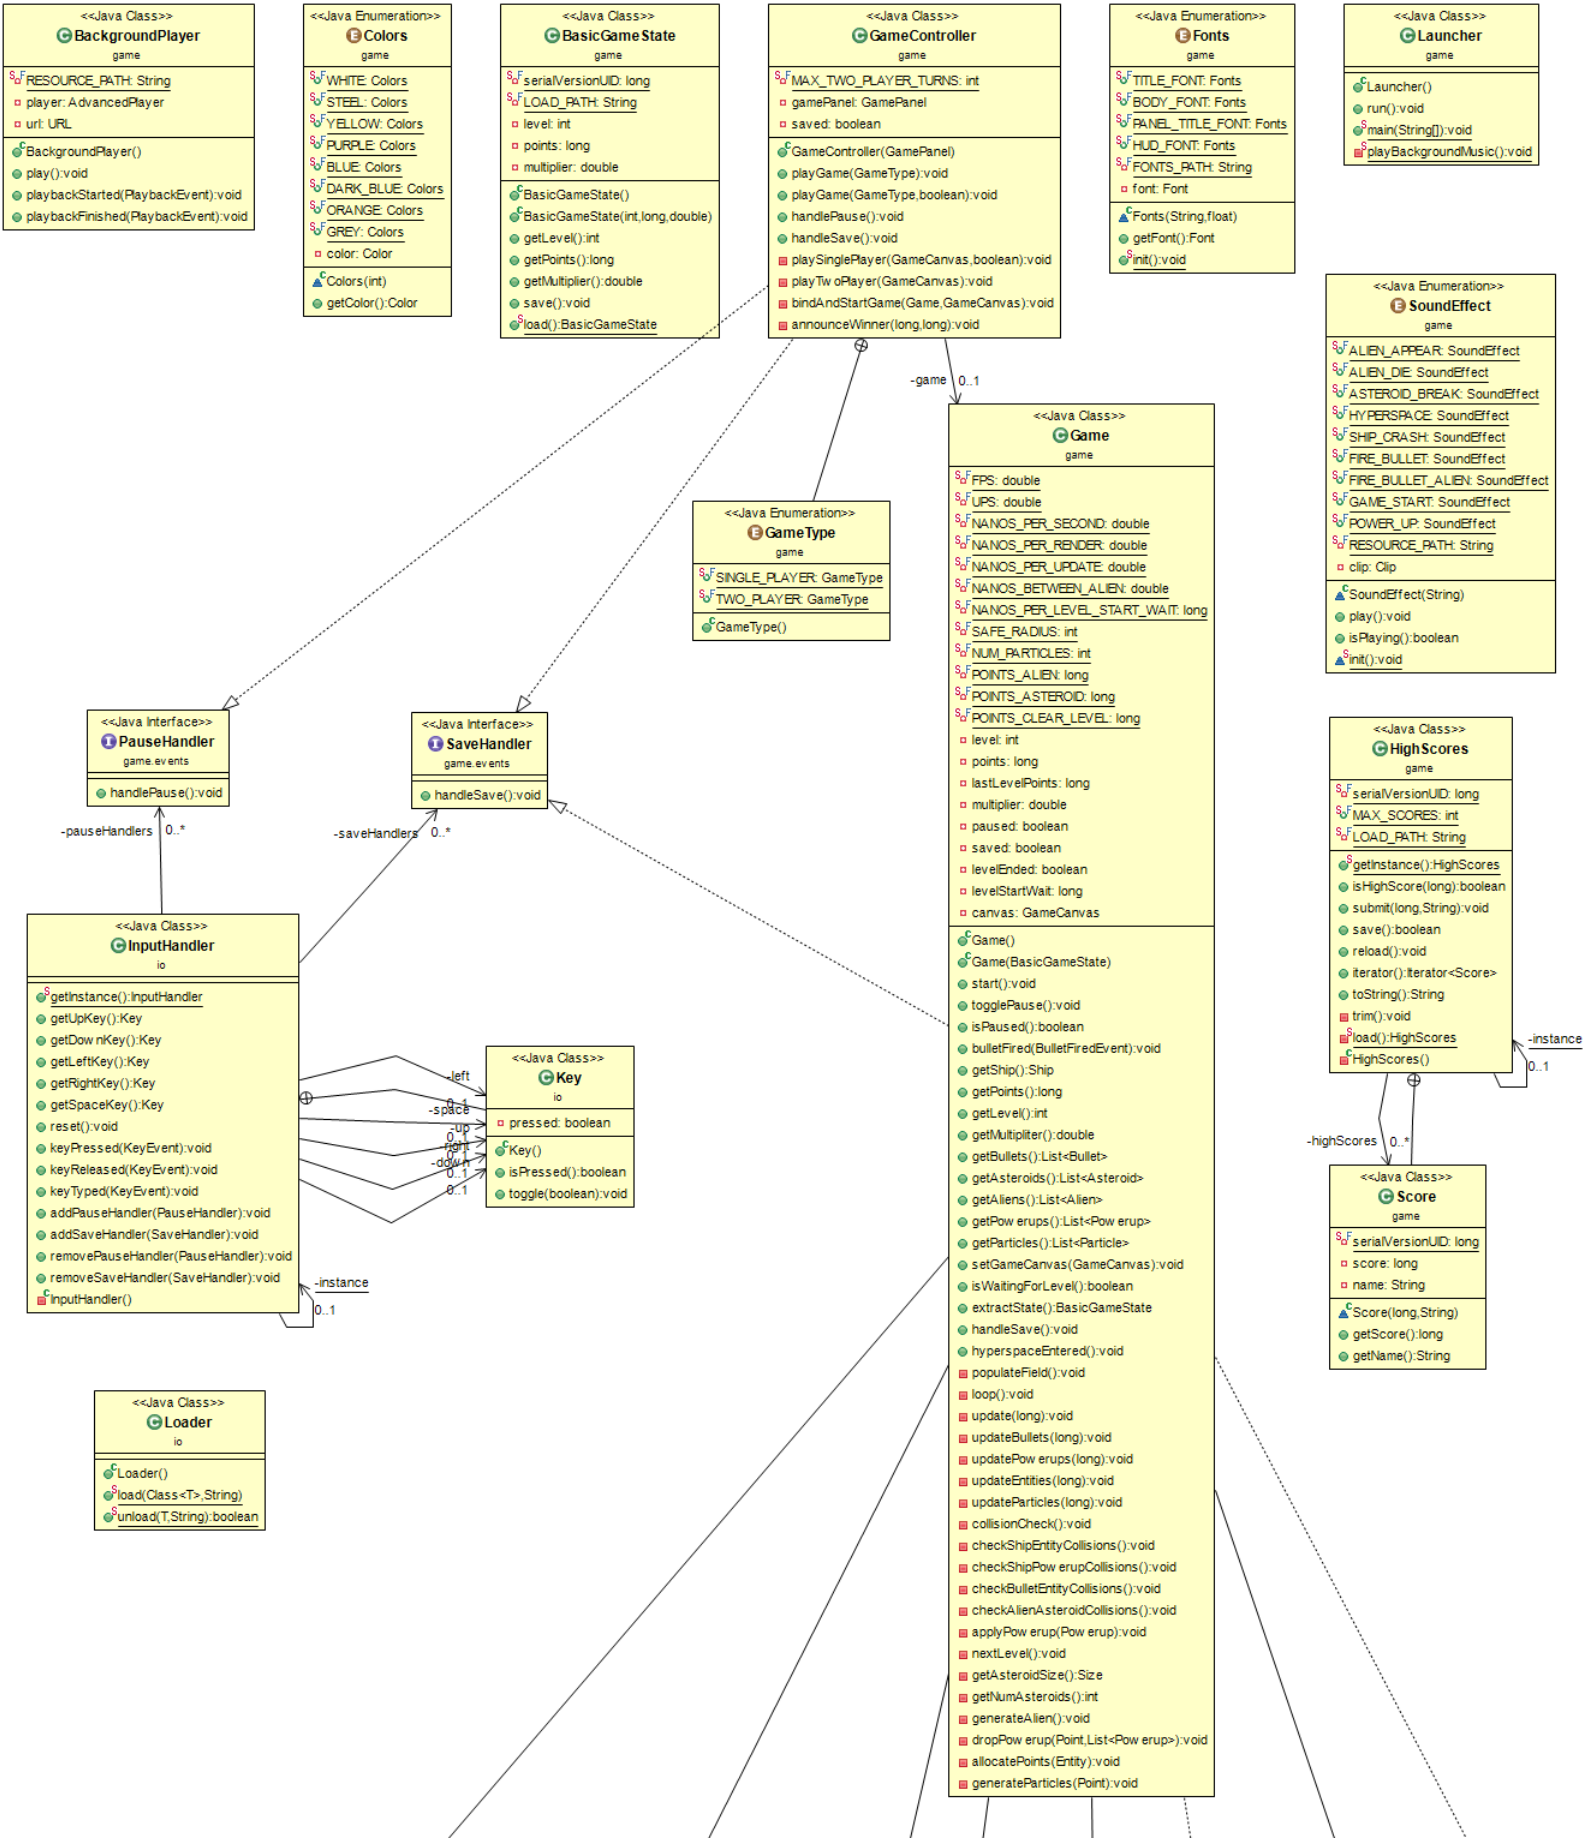 <<Java Class>>
BackgroundPlayer
game
RESOURCE_PATH: String
player: AdvancedPlayer
url: URL
BackgroundPlayer()
play():void
playbackStarted(PlaybackEvent):void
playbackFinished(PlaybackEvent):void
<<Java Enumeration>>
Colors
game
WHITE: Colors
STEEL: Colors
YELLOW: Colors
PURPLE: Colors
BLUE: Colors
DARK_BLUE: Colors
ORANGE: Colors
GREY: Colors
color: Color
Colors(int)
getColor():Color
<<Java Class>>
BasicGameState
game
serialVersionUID: long
LOAD_PATH: String
level: int
points: long
multiplier: double
BasicGameState()
BasicGameState(int,long,double)
getLevel():int
getPoints():long
getMultiplier():double
save():void
load():BasicGameState
<<Java Class>>
GameController
game
MAX_TWO_PLAYER_TURNS: int
gamePanel: GamePanel
saved: boolean
GameController(GamePanel)
playGame(GameType):void
playGame(GameType,boolean):void
handlePause():void
handleSave():void
playSinglePlayer(GameCanvas,boolean):void
playTwoPlayer(GameCanvas):void
bindAndStartGame(Game,GameCanvas):void
announceWinner(long,long):void
<<Java Enumeration>>
Fonts
game
TITLE_FONT: Fonts
BODY_FONT: Fonts
PANEL_TITLE_FONT: Fonts
HUD_FONT: Fonts
FONTS_PATH: String
font: Font
Fonts(String,float)
getFont():Font
init():void
<<Java Class>>
Launcher
game
Launcher()
run():void
main(String[]):void
playBackgroundMusic():void
<<Java Enumeration>>
SoundEffect
game
ALIEN_APPEAR: SoundEffect
ALIEN_DIE: SoundEffect
ASTEROID_BREAK: SoundEffect
HYPERSPACE: SoundEffect
SHIP_CRASH: SoundEffect
FIRE_BULLET: SoundEffect
FIRE_BULLET_ALIEN: SoundEffect
GAME_START: SoundEffect
POWER_UP: SoundEffect
RESOURCE_PATH: String
clip: Clip
SoundEffect(String)
play():void
isPlaying():boolean
init():void
-game 0..1
<<Java Class>>
Game
game
FPS: double
UPS: double
NANOS_PER_SECOND: double
NANOS_PER_RENDER: double
NANOS_PER_UPDATE: double
NANOS_BETWEEN_ALIEN: double
NANOS_PER_LEVEL_START_WAIT: long
SAFE_RADIUS: int
NUM_PARTICLES: int
POINTS_ALIEN: long
POINTS_ASTEROID: long
POINTS_CLEAR_LEVEL: long
level: int
points: long
lastLevelPoints: long
multiplier: double
paused: boolean
saved: boolean
levelEnded: boolean
levelStartWait: long
canvas: GameCanvas
Game()
Game(BasicGameState)
start():void
togglePause():void
isPaused():boolean
bulletFired(BulletFiredEvent):void
getShip():Ship
getPoints():long
getLevel():int
getMultipliter():double
getBullets():List<Bullet>
getAsteroids():List<Asteroid>
getAliens():List<Alien>
getPowerups():List<Powerup>
getParticles():List<Particle>
setGameCanvas(GameCanvas):void
isWaitingForLevel():boolean
extractState():BasicGameState
handleSave():void
hyperspaceEntered():void
populateField():void
loop():void
update(long):void
updateBullets(long):void
updatePowerups(long):void
updateEntities(long):void
updateParticles(long):void
collisionCheck():void
checkShipEntityCollisions():void
checkShipPowerupCollisions():void
checkBulletEntityCollisions():void
checkAlienAsteroidCollisions():void
applyPowerup(Powerup):void
nextLevel():void
getAsteroidSize():Size
getNumAsteroids():int
generateAlien():void
dropPowerup(Point,List<Powerup>):void
allocatePoints(Entity):void
generateParticles(Point):void
<<Java Enumeration>>
GameType
game
SINGLE_PLAYER: GameType
TWO_PLAYER: GameType
GameType()
<<Java Interface>>
PauseHandler
game.events
handlePause():void
<<Java Interface>>
SaveHandler
game.events
handleSave():void
-pauseHandlers 0..*
-saveHandlers 0..*
<<Java Class>>
InputHandler
io
getInstance():InputHandler
getUpKey():Key
getDownKey():Key
getLeftKey():Key
getRightKey():Key
getSpaceKey():Key
reset():void
keyPressed(KeyEvent):void
keyReleased(KeyEvent):void
keyTyped(KeyEvent):void
addPauseHandler(PauseHandler):void
addSaveHandler(SaveHandler):void
removePauseHandler(PauseHandler):void
removeSaveHandler(SaveHandler):void
InputHandler()
-instance
0..1
-left
0..1
-space
-up
0..1
-right
0..1
-down
0..1
0..1
<<Java Class>>
Key
io
pressed: boolean
Key()
isPressed():boolean
toggle(boolean):void
<<Java Class>>
HighScores
game
serialVersionUID: long
MAX_SCORES: int
LOAD_PATH: String
getInstance():HighScores
isHighScore(long):boolean
submit(long,String):void
save():boolean
reload():void
iterator():Iterator<Score>
toString():String
trim():void
load():HighScores
HighScores()
-instance
0..1
-highScores 0..*
<<Java Class>>
Score
game
serialVersionUID: long
score: long
name: String
Score(long,String)
getScore():long
getName():String
<<Java Class>>
Loader
io
Loader()
load(Class<T>,String)
unload(T,String):boolean